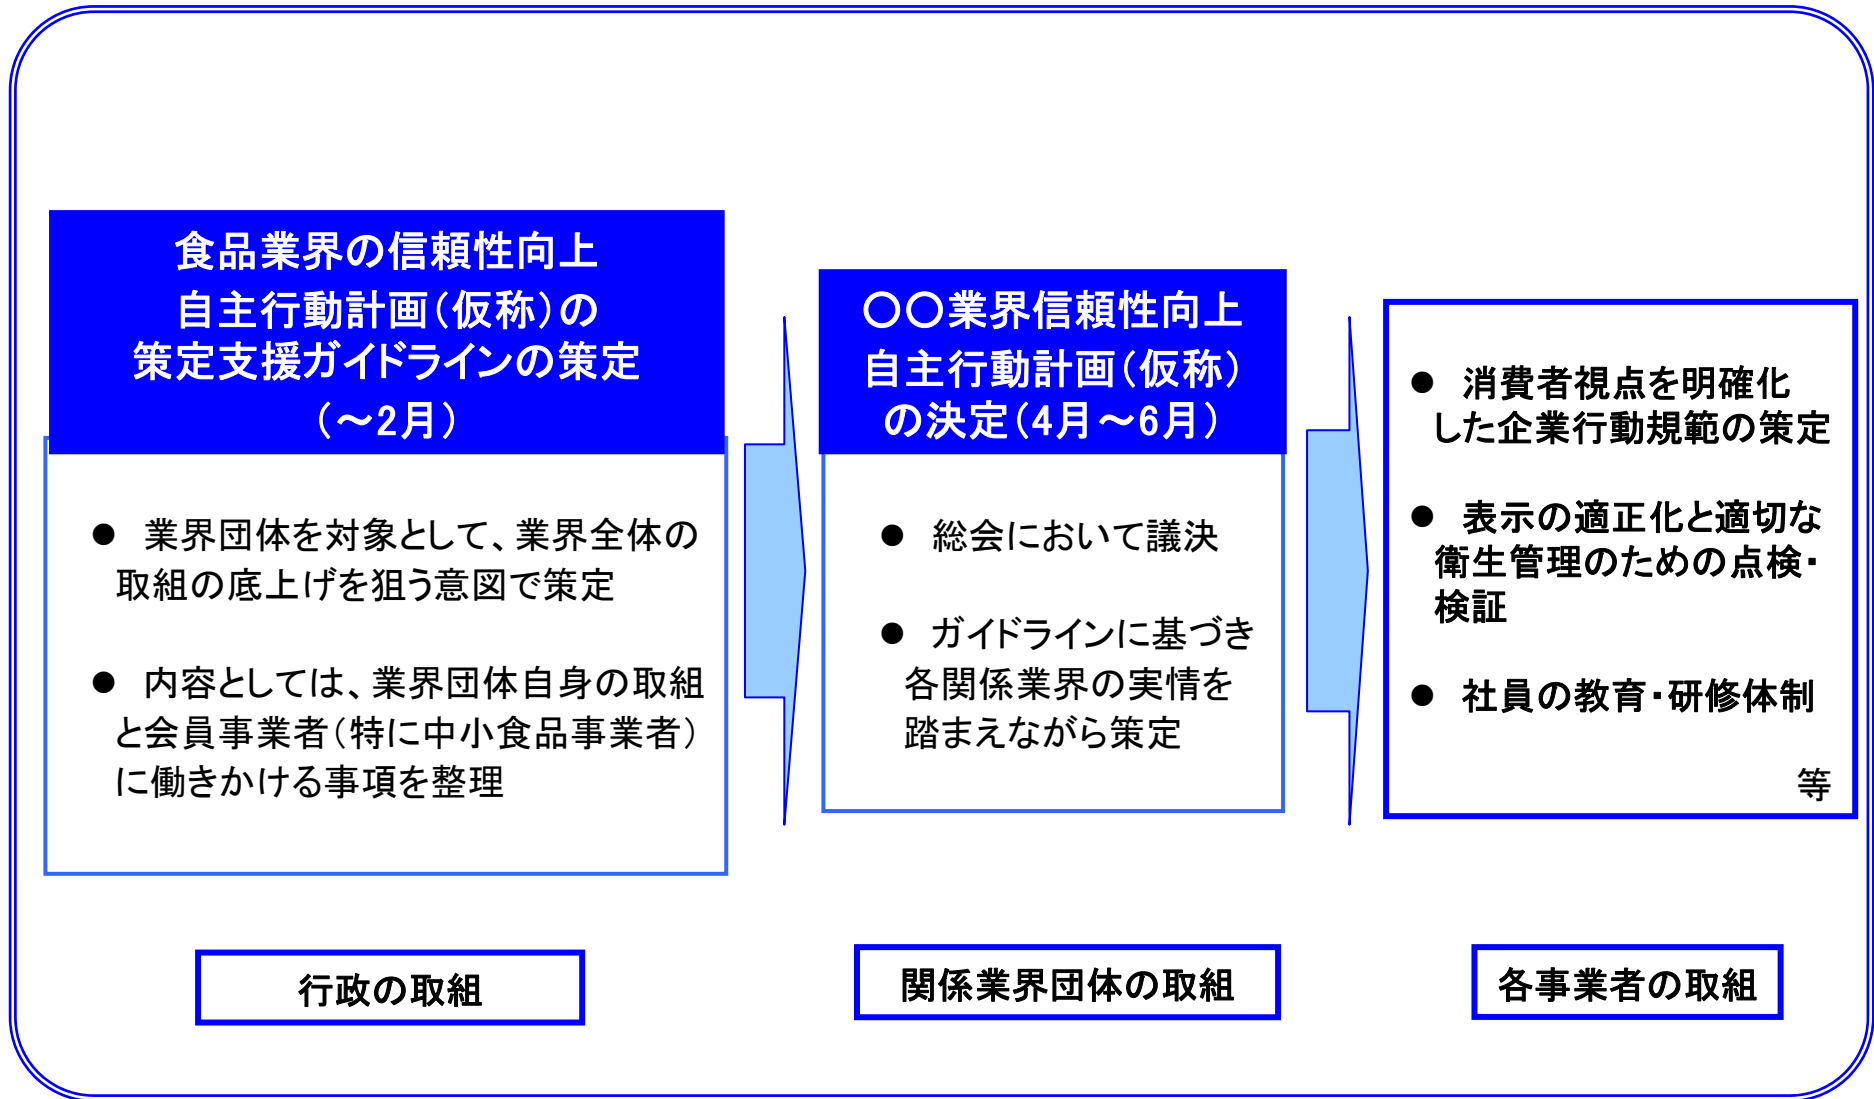 食品業界の信頼性向上
自主行動計画(仮称)の
策定支援ガイドラインの策定
(～2月)
● 業界団体を対象として、業界全体の
取組の底上げを狙う意図で策定
● 内容としては、業界団体自身の取組
と会員事業者(特に中小食品事業者)
に働きかける事項を整理
行政の取組
○○業界信頼性向上
自主行動計画(仮称)
の決定(4月～6月)
● 総会において議決
● ガイドラインに基づき
各関係業界の実情を
踏まえながら策定
関係業界団体の取組
● 消費者視点を明確化
した企業行動規範の策定
● 表示の適正化と適切な
衛生管理のための点検・
検証
● 社員の教育・研修体制
等
各事業者の取組